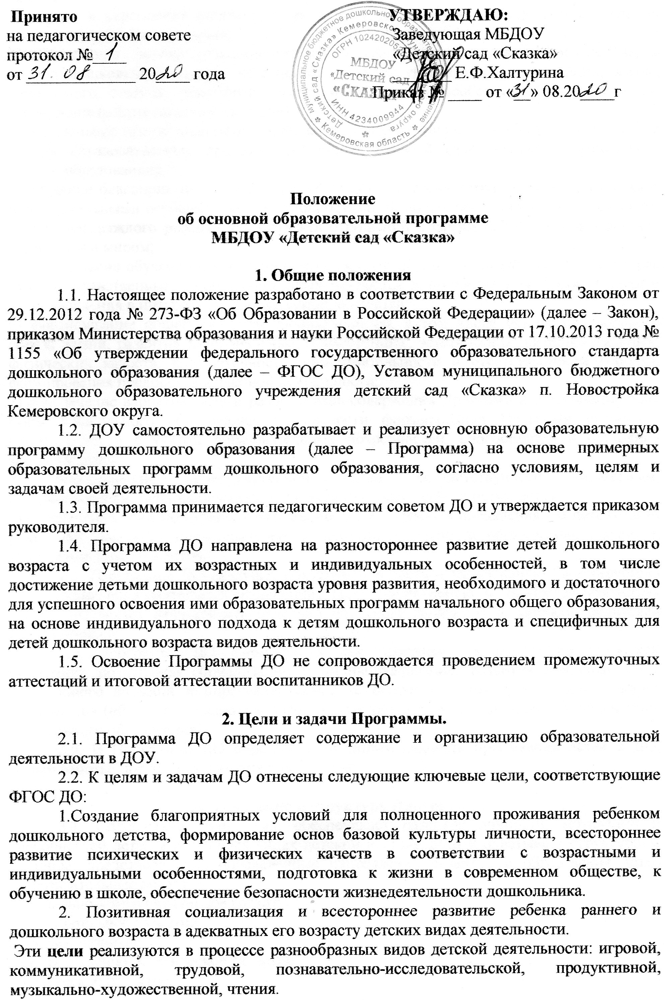 Принято
на педагогическом совете
протокол № 1
от 31. 08 2020 года
УТВЕРЖДАЮ:
Заведующая МБДОУ
«Детский сад «Сказка»
Е.Ф.Халтурина
Приказ № ____ от «31» 08.2020 г
МБДОУ
«Детский сад
«СКАЗКА»
ИНН 4234009944
Кемеровская область
Положение
об основной образовательной программе
МБДОУ «Детский сад «Сказка»
1. Общие положения
1.1. Настоящее положение разработано в соответствии с Федеральным Законом от
29.12.2012 года № 273-ФЗ «Об Образовании в Российской Федерации» (далее – Закон),
приказом Министерства образования и науки Российской Федерации от 17.10.2013 года №
1155 «Об утверждении федерального государственного образовательного стандарта
дошкольного образования (далее – ФГОС ДО), Уставом муниципального бюджетного
дошкольного образовательного учреждения детский сад «Сказка» п. Новостройка
Кемеровского округа.
1.2. ДОУ самостоятельно разрабатывает и реализует основную образовательную
программу дошкольного образования (далее – Программа) на основе примерных
образовательных программ дошкольного образования, согласно условиям, целям и
задачам своей деятельности.
1.3. Программа принимается педагогическим советом ДО и утверждается приказом
руководителя.
1.4. Программа ДО направлена на разностороннее развитие детей дошкольного
возраста с учетом их возрастных и индивидуальных особенностей, в том числе
достижение детьми дошкольного возраста уровня развития, необходимого и достаточного
для успешного освоения ими образовательных программ начального общего образования,
на основе индивидуального подхода к детям дошкольного возраста и специфичных для
детей дошкольного возраста видов деятельности.
1.5. Освоение Программы ДО не сопровождается проведением промежуточных
аттестаций и итоговой аттестации воспитанников ДО.
2. Цели и задачи Программы.
2.1. Программа ДО определяет содержание и организацию образовательной
деятельности в ДОУ.
2.2. К целям и задачам ДО отнесены следующие ключевые цели, соответствующие
ФГОС ДО:
1.Создание благоприятных условий для полноценного проживания ребенком
дошкольного детства, формирование основ базовой культуры личности, всестороннее
развитие психических и физических качеств в соответствии с возрастными и
индивидуальными особенностями, подготовка к жизни в современном обществе, к
обучению в школе, обеспечение безопасности жизнедеятельности дошкольника.
2. Позитивная социализация и всестороннее развитие ребенка раннего и
дошкольного возраста в адекватных его возрасту детских видах деятельности.
Эти цели реализуются в процессе разнообразных видов детской деятельности: игровой,
коммуникативной, трудовой, познавательно-исследовательской, продуктивной,
музыкально-художественной, чтения.